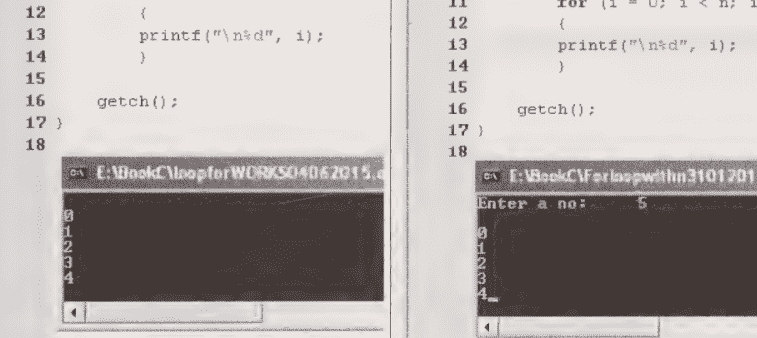 12 {
13 printf("\n%d", i);
14 }
15
16 getch();
17 }
18
E:\BookC\loopforWORKS04062015.
0
1
2
3
4
11 for (i = 0; i < n; i
12 {
13 printf("\n%d", i);
14 }
15
16 getch();
17 }
18
E:\BookC\Forloopwithn3101201
Enter a no: 5
0
1
2
3
4_